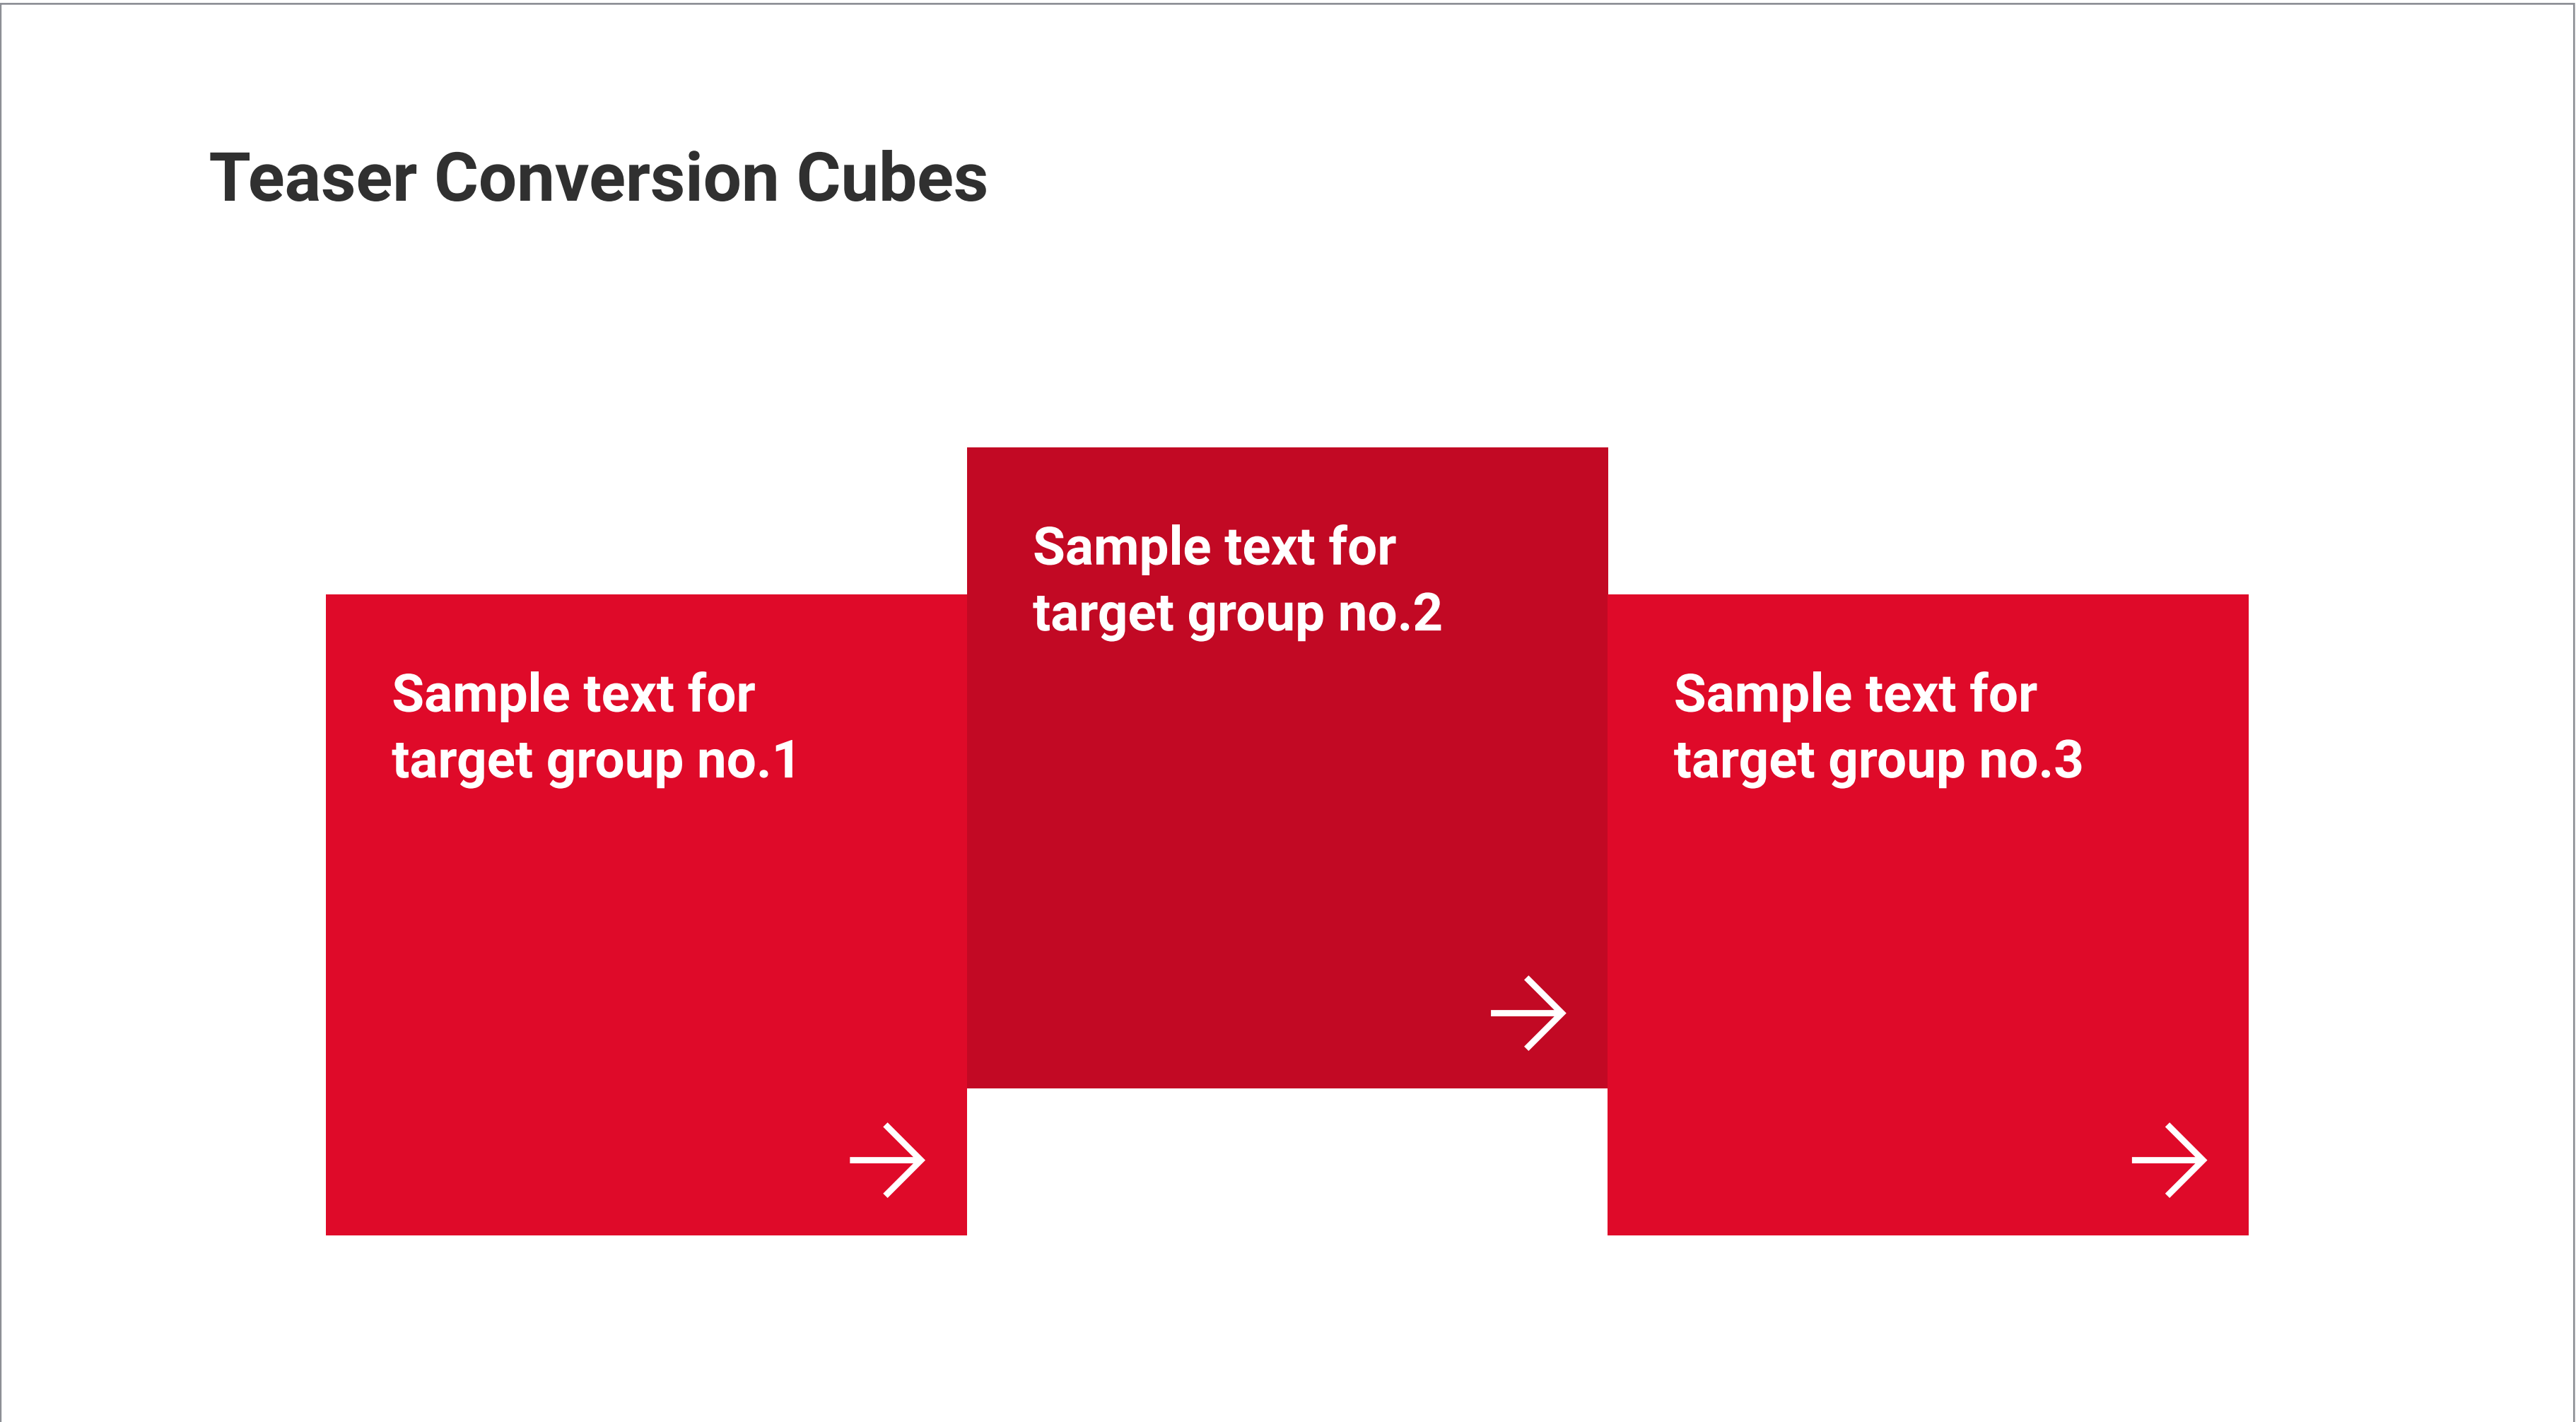 Teaser Conversion Cubes
Sample text for
target group no.1
Sample text for
target group no.2
Sample text for
target group no.3